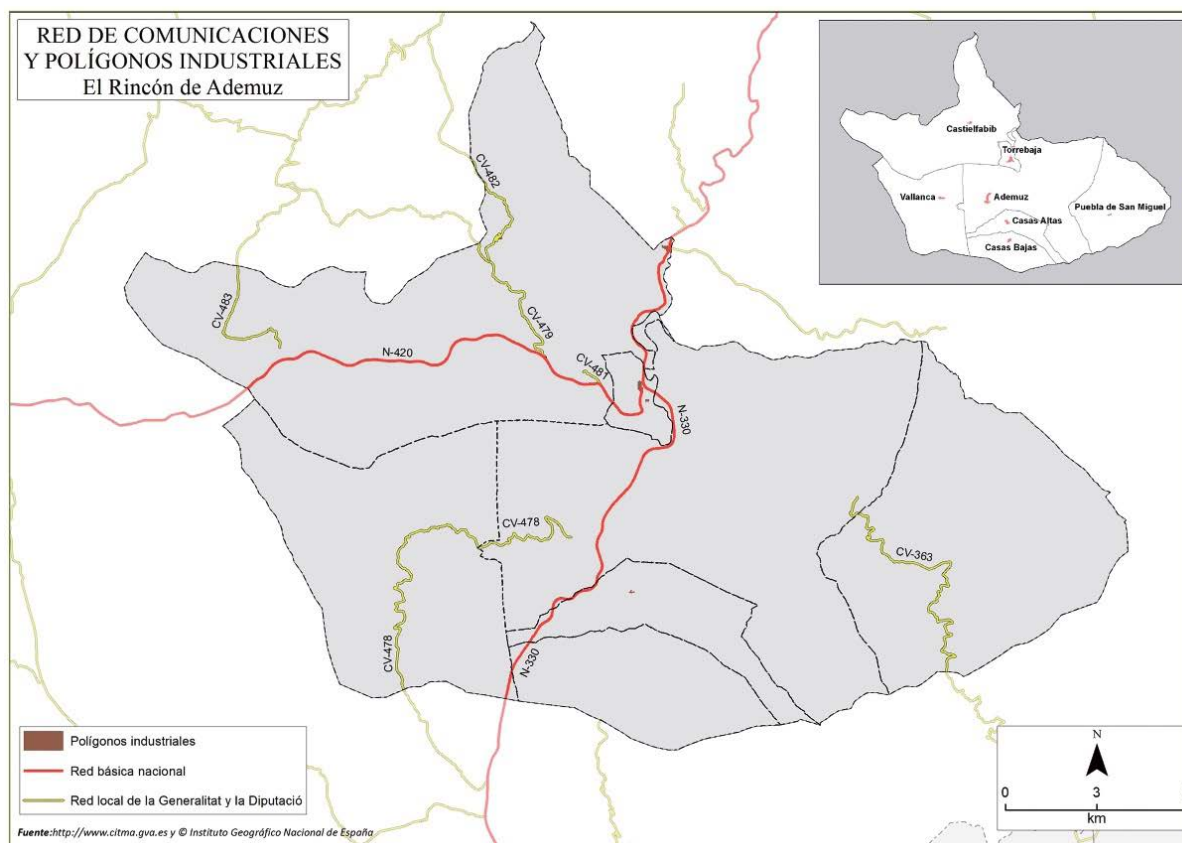 RED DE COMUNICACIONES
Y POLÍGONOS INDUSTRIALES
El Rincón de Ademuz
Castielfabib
Torrebaja
Vallanca
Ademuz
Puebla de San Miguel
Casas Altas
Casas Bajas
CV-482
CV-483
CV-479
N-420
CV-481
N-330
CV-478
CV-363
CV-478
N-330
Polígonos industriales
Red básica nacional
Red local de la Generalitat y la Diputació
Fuente:http://www.citma.gva.es y © Instituto Geográfico Nacional de España
N
0 3
km